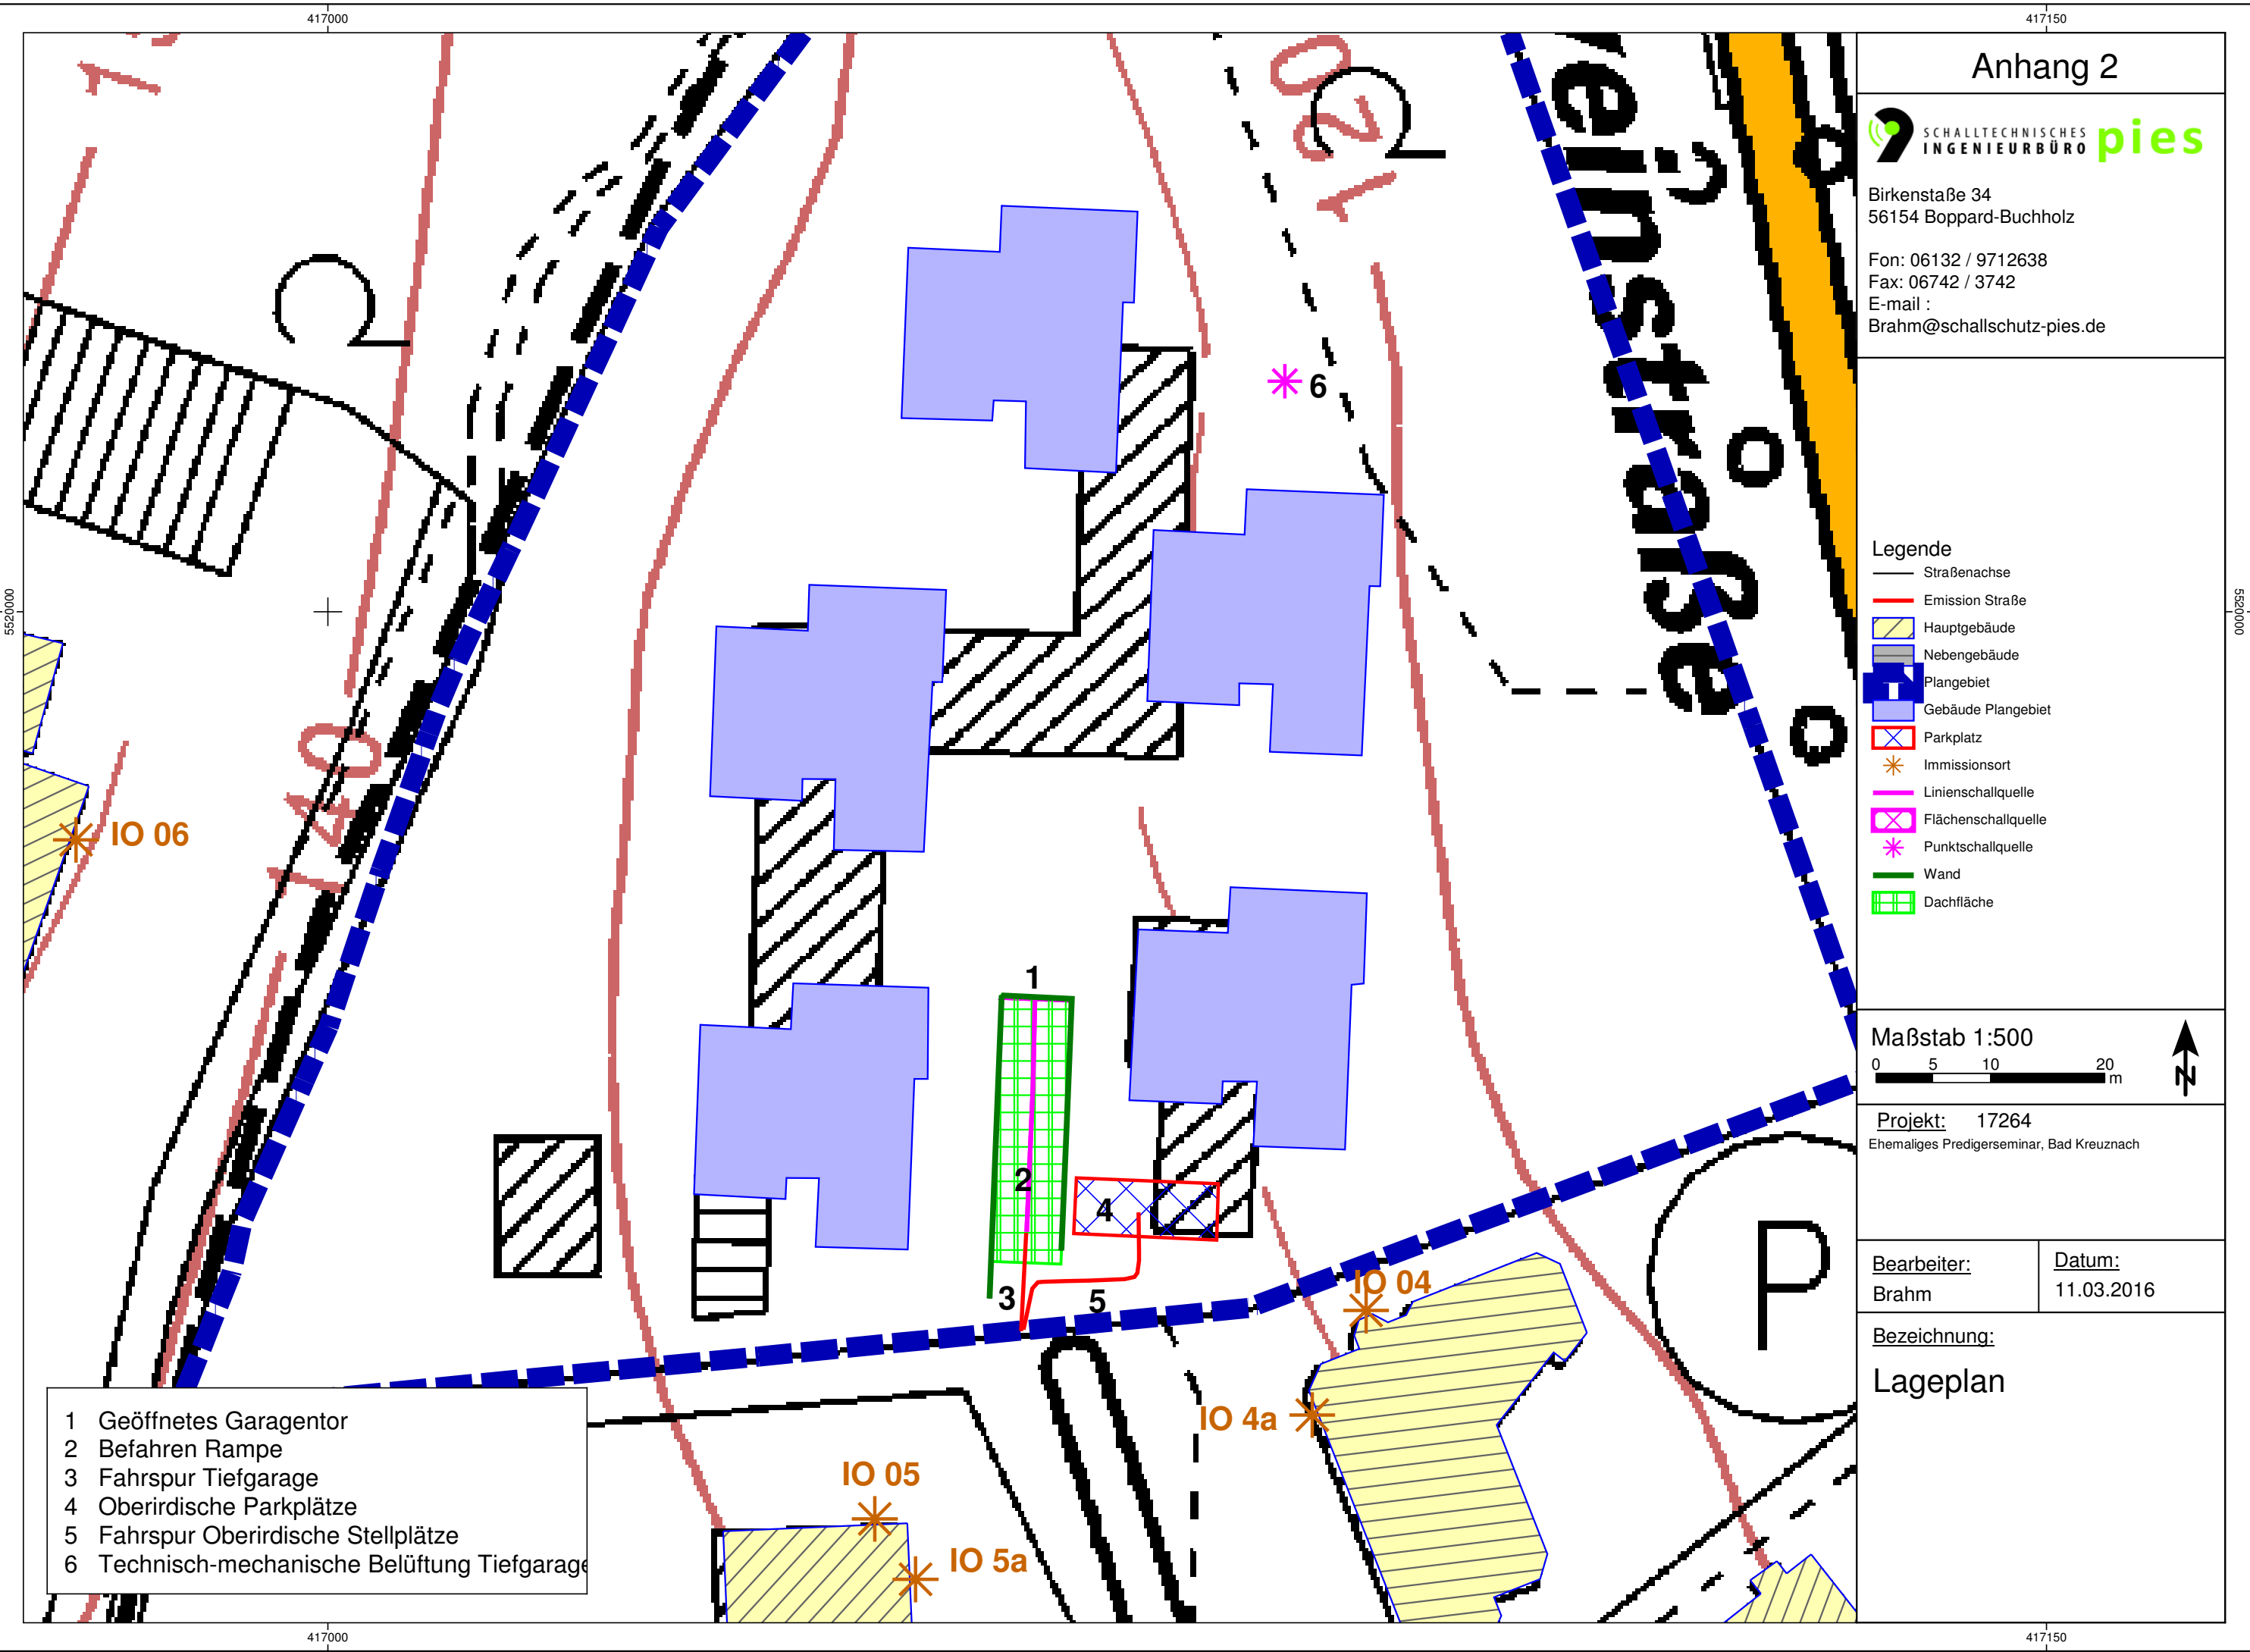 417000
417150
5520000
5520000
120
140
IO 06
6
1
2
3
4
5
IO 04
IO 4a
IO 05
IO 5a
P
einstraße
1 Geöffnetes Garagentor
2 Befahren Rampe
3 Fahrspur Tiefgarage
4 Oberirdische Parkplätze
5 Fahrspur Oberirdische Stellplätze
6 Technisch-mechanische Belüftung Tiefgarage
Anhang 2
SCHALLTECHNISCHES
INGENIEURBÜRO pies
Birkenstaße 34
56154 Boppard-Buchholz
Fon: 06132 / 9712638
Fax: 06742 / 3742
E-mail :
Brahm@schallschutz-pies.de
Legende
Straßenachse
Emission Straße
Hauptgebäude
Nebengebäude
Plangebiet
Gebäude Plangebiet
Parkplatz
Immissionsort
Linienschallquelle
Flächenschallquelle
Punktschallquelle
Wand
Dachfläche
Maßstab 1:500
0 5 10 20
m
N
Projekt: 17264
Ehemaliges Predigerseminar, Bad Kreuznach
Bearbeiter:
Brahm
Datum:
11.03.2016
Bezeichnung:
Lageplan
417000
417150